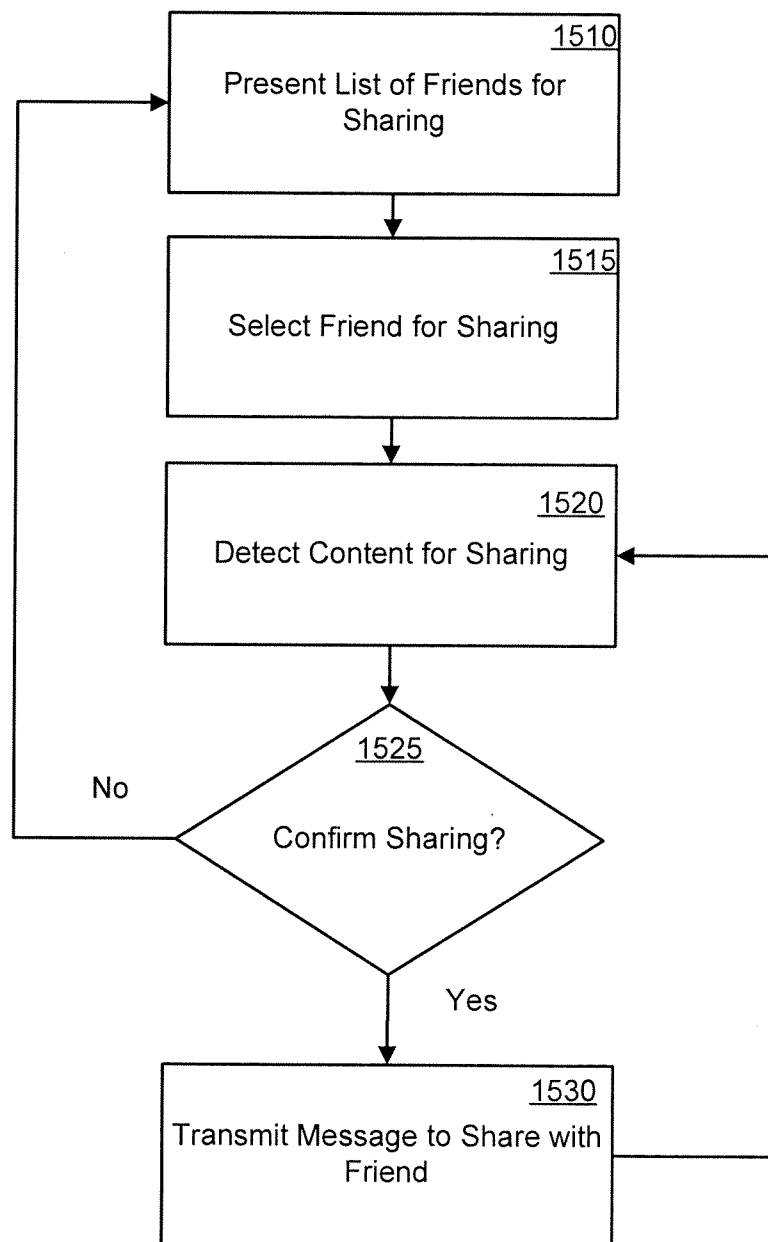 1510
Present List of Friends for
Sharing
1515
Select Friend for Sharing
1520
Detect Content for Sharing
1525
No
Confirm Sharing?
Yes
1530
Transmit Message to Share with
Friend